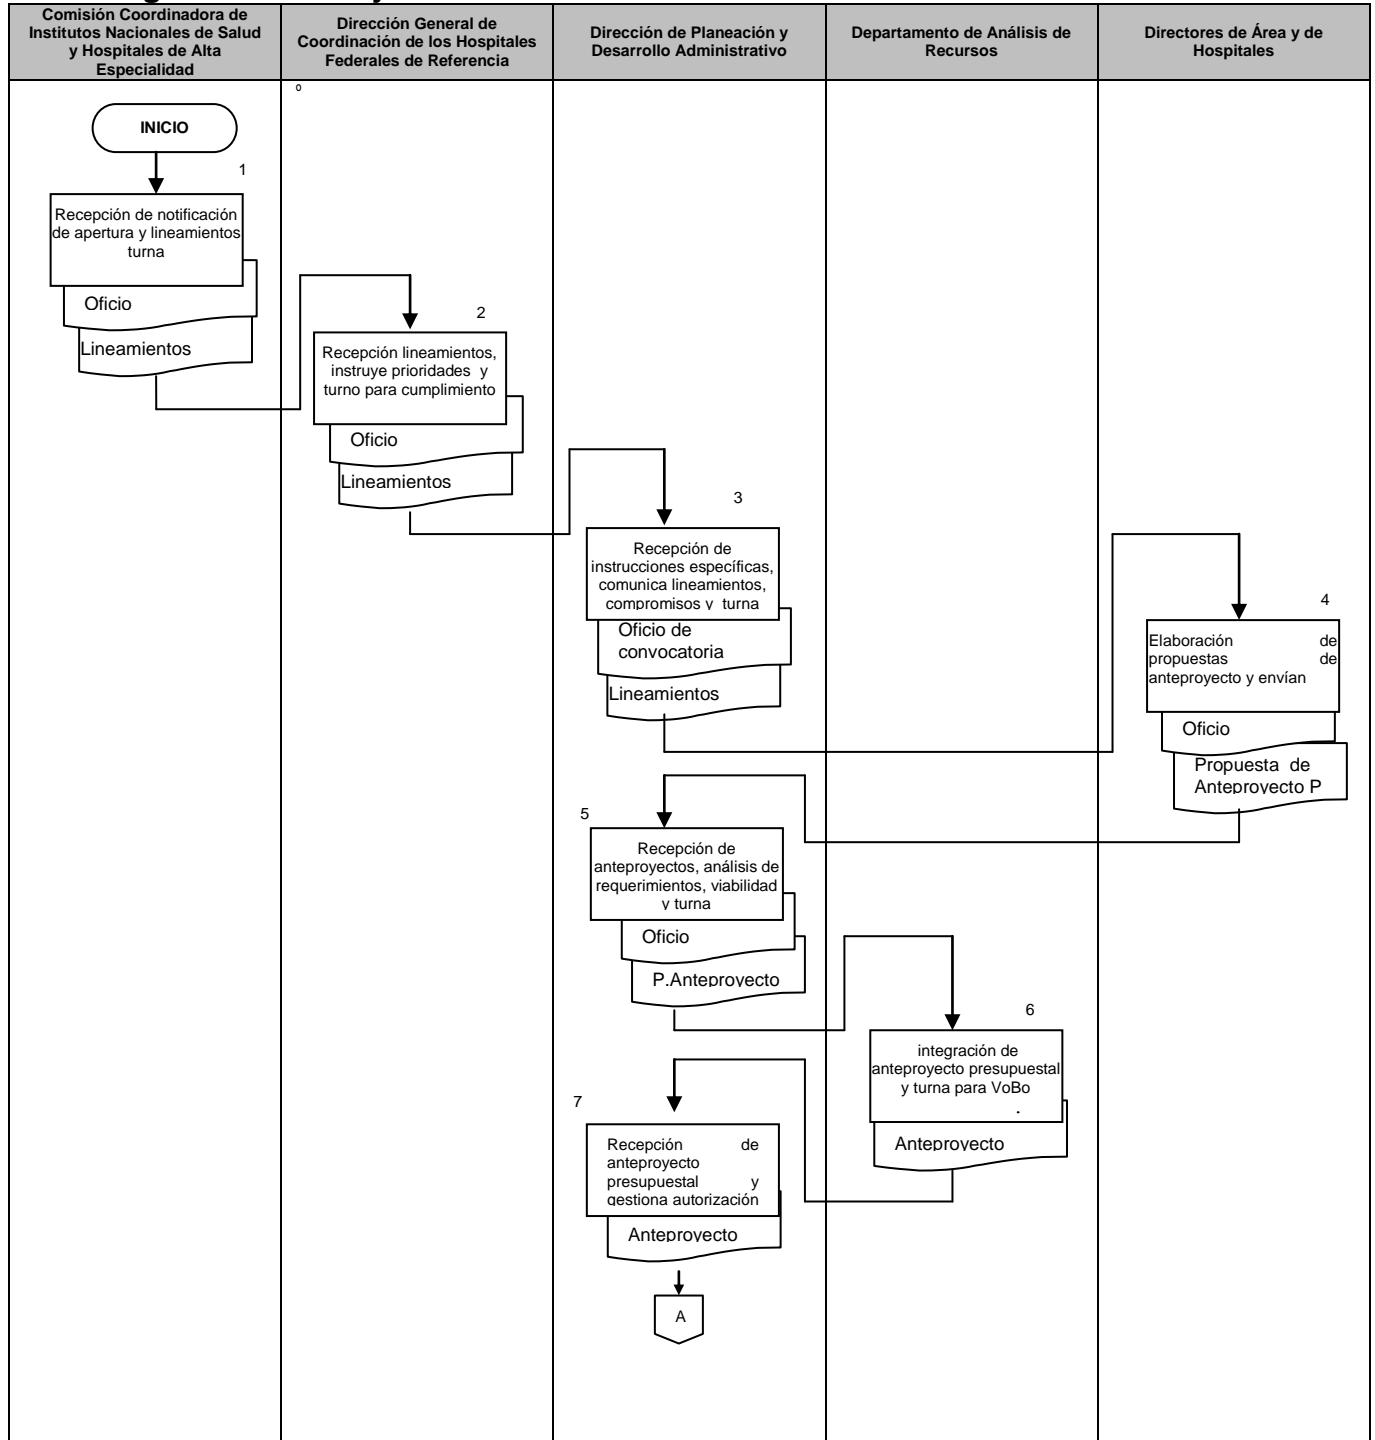 Comisión Coordinadora de
Institutos Nacionales de Salud
y Hospitales de Alta
Especialidad
Dirección General de
Coordinación de los Hospitales
Federales de Referencia
Dirección de Planeación y
Desarrollo Administrativo
Departamento de Análisis de
Recursos
Directores de Área y de
Hospitales
º
INICIO
1
Recepción de notificación
de apertura y lineamientos
turna
Oficio
Lineamientos
2
Recepción lineamientos,
instruye prioridades y
turno para cumplimiento
Oficio
Lineamientos
3
Recepción de
instrucciones específicas,
comunica lineamientos,
compromisos y turna
Oficio de
convocatoria
Lineamientos
4
Elaboración de
propuestas de
anteproyecto y envían
Oficio
Propuesta de
Anteproyecto P
5
Recepción de
anteproyectos, análisis de
requerimientos, viabilidad
y turna
Oficio
P.Anteproyecto
6
integración de
anteproyecto presupuestal
y turna para VoBo
.
Anteproyecto
7
Recepción de
anteproyecto
presupuestal y
gestiona autorización
Anteproyecto
A